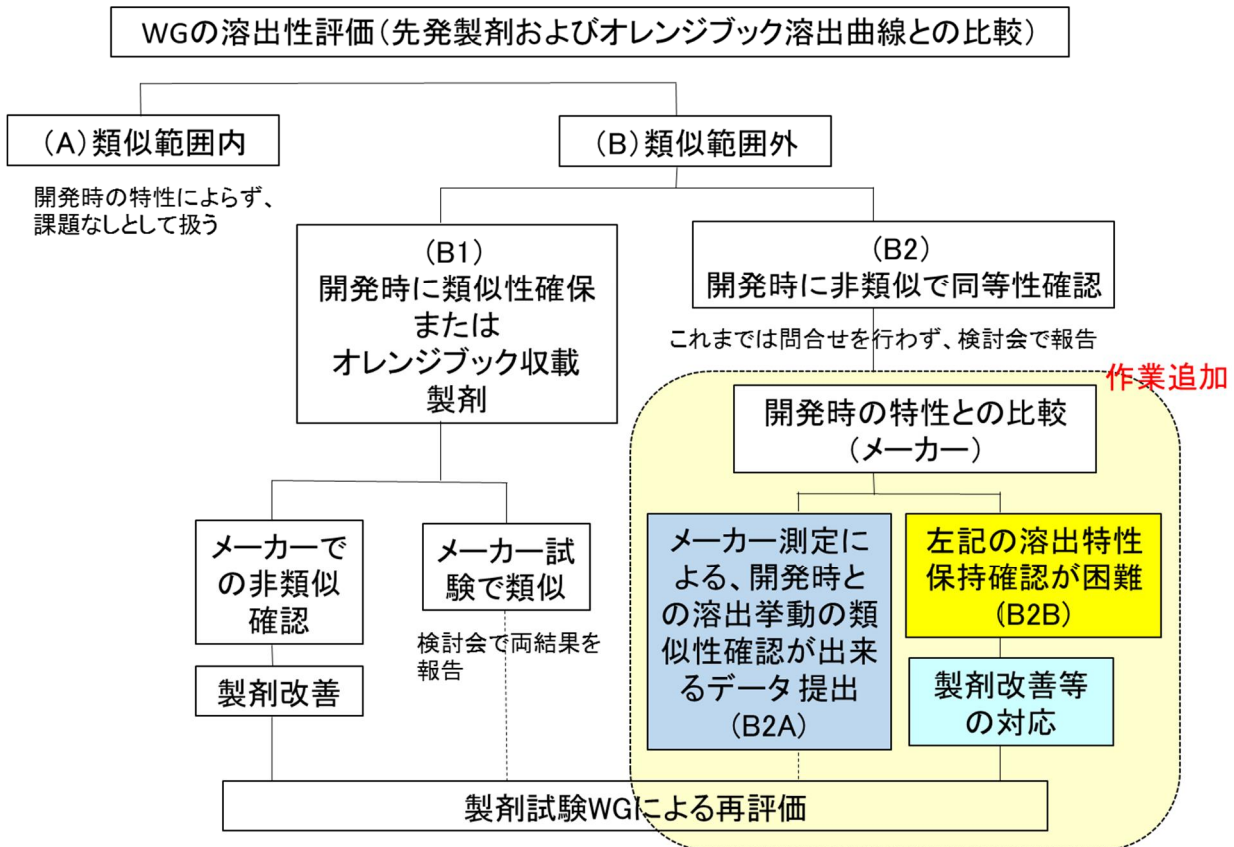 WGの溶出性評価(先発製剤およびオレンジブック溶出曲線との比較)
(A)類似範囲内
開発時の特性によらず、
課題なしとして扱う
(B)類似範囲外
(B1)
開発時に類似性確保
または
オレンジブック収載
製剤
(B2)
開発時に非類似で同等性確認
これまでは問合せを行わず、検討会で報告
作業追加
開発時の特性との比較
(メーカー)
メーカーで
の非類似
確認
製剤改善
メーカー試
験で類似
検討会で両結果を
報告
メーカー測定に
よる、開発時と
の溶出挙動の類
似性確認が出来
るデータ提出
(B2A)
左記の溶出特性
保持確認が困難
(B2B)
製剤改善等
の対応
製剤試験WGによる再評価